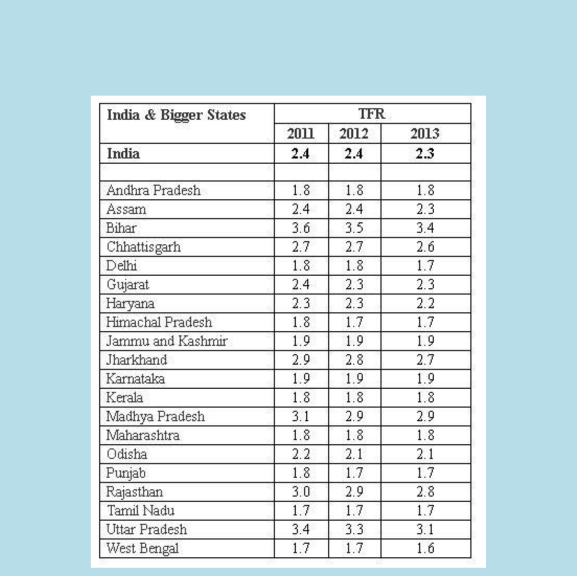 India & Bigger States TFR
2011 2012 2013
India 2.4 2.4 2.3
Andhra Pradesh 1.8 1.8 1.8
Assam 2.4 2.4 2.3
Bihar 3.6 3.5 3.4
Chhattisgarh 2.7 2.7 2.6
Delhi 1.8 1.8 1.7
Gujarat 2.4 2.3 2.3
Haryana 2.3 2.3 2.2
Himachal Pradesh 1.8 1.7 1.7
Jammu and Kashmir 1.9 1.9 1.9
Jharkhand 2.9 2.8 2.7
Karnataka 1.9 1.9 1.9
Kerala 1.8 1.8 1.8
Madhya Pradesh 3.1 2.9 2.9
Maharashtra 1.8 1.8 1.8
Odisha 2.2 2.1 2.1
Punjab 1.8 1.7 1.7
Rajasthan 3.0 2.9 2.8
Tamil Nadu 1.7 1.7 1.7
Uttar Pradesh 3.4 3.3 3.1
West Bengal 1.7 1.7 1.6